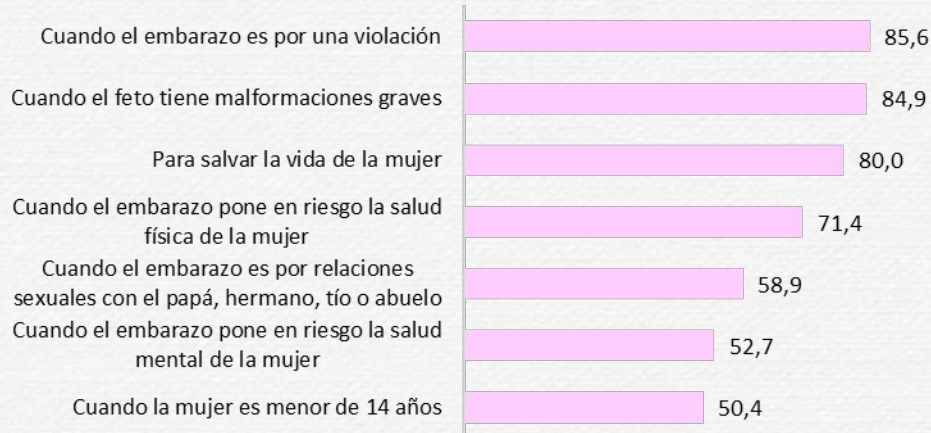 Cuando el embarazo es por una violación 85,6
Cuando el feto tiene malformaciones graves 84,9
Para salvar la vida de la mujer 80,0
Cuando el embarazo pone en riesgo la salud
física de la mujer 71,4
Cuando el embarazo es por relaciones
sexuales con el papá, hermano, tío o abuelo 58,9
Cuando el embarazo pone en riesgo la salud
mental de la mujer 52,7
Cuando la mujer es menor de 14 años 50,4